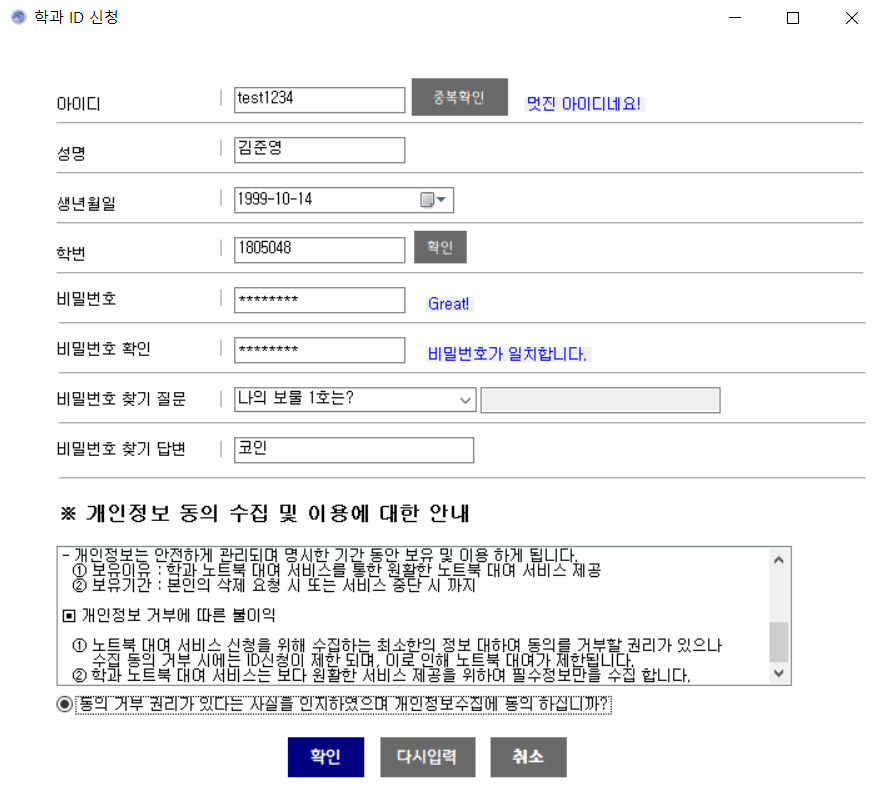 학과 ID 신청
아이디 test1234 중복확인 멋진 아이디네요!
성명 김준영
생년월일 1999-10-14
학번 1805048 확인
비밀번호 ******** Great!
비밀번호 확인 ******** 비밀번호가 일치합니다.
비밀번호 찾기 질문 나의 보물 1호는?
비밀번호 찾기 답변 코인
※ 개인정보 동의 수집 및 이용에 대한 안내
- 개인정보는 안전하게 관리되며 명시한 기간 동안 보유 및 이용 하게 됩니다.
① 보유이유 : 학과 노트북 대여 서비스를 통한 원활한 노트북 대여 서비스 제공
② 보유기간 : 본인의 삭제 요청 시 또는 서비스 중단 시 까지
▣ 개인정보 거부에 따른 불이익
① 노트북 대여 서비스 신청을 위해 수집하는 최소한의 정보 대하여 동의를 거부할 권리가 있으나
수집 동의 거부 시에는 ID신청이 제한 되며, 이로 인해 노트북 대여가 제한됩니다.
② 학과 노트북 대여 서비스는 보다 원활한 서비스 제공을 위하여 필수정보만을 수집 합니다.
동의 거부 권리가 있다는 사실을 인지하였으며 개인정보수집에 동의 하십니까?
확인 다시입력 취소